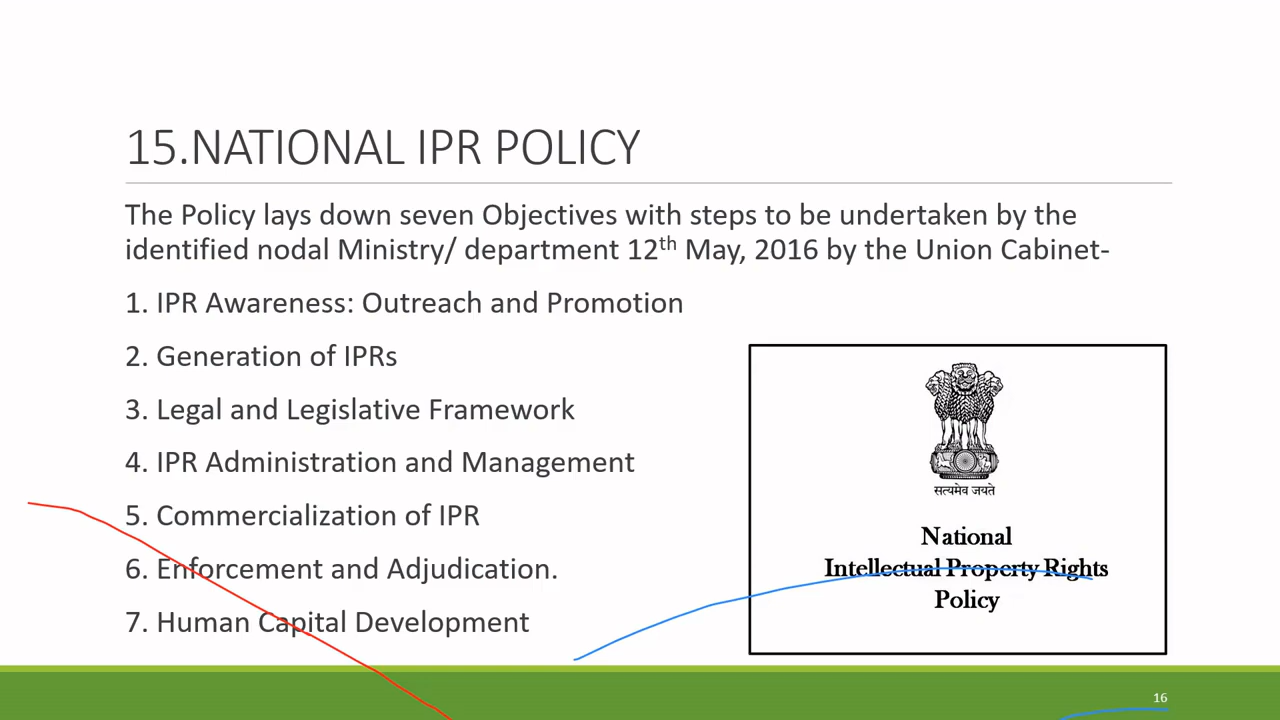 15.NATIONAL IPR POLICY
The Policy lays down seven Objectives with steps to be undertaken by the
identified nodal Ministry/ department 12th May, 2016 by the Union Cabinet-
1. IPR Awareness: Outreach and Promotion
2. Generation of IPRs
3. Legal and Legislative Framework
4. IPR Administration and Management
5. Commercialization of IPR
6. Enforcement and Adjudication.
7. Human Capital Development
सत्यमेव जयते
National
Intellectual Property Rights
Policy
16